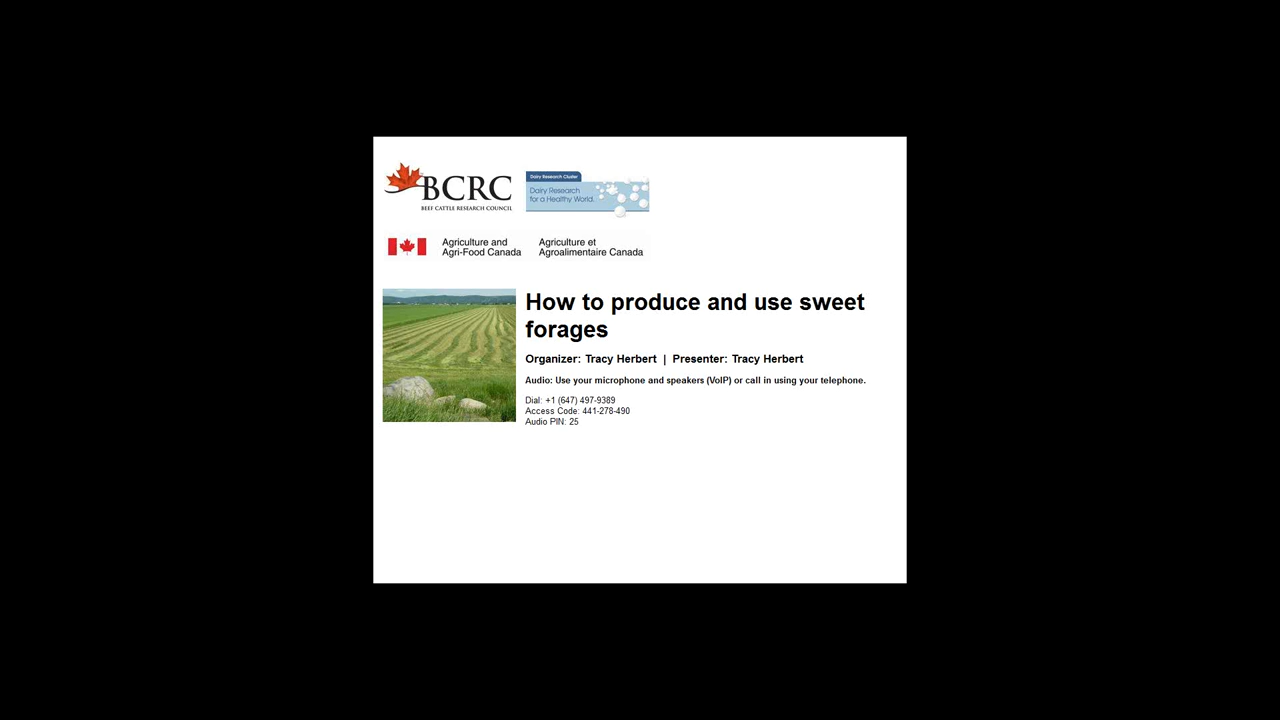 BCRC
BEEF CATTLE RESEARCH COUNCIL
Dairy Research Cluster
Dairy Research
for a Healthy World.
Agriculture and
Agri-Food Canada
Agriculture et
Agroalimentaire Canada
How to produce and use sweet
forages
Organizer: Tracy Herbert | Presenter: Tracy Herbert
Audio: Use your microphone and speakers (VoIP) or call in using your telephone.
Dial: +1 (647) 497-9389
Access Code: 441-278-490
Audio PIN: 25